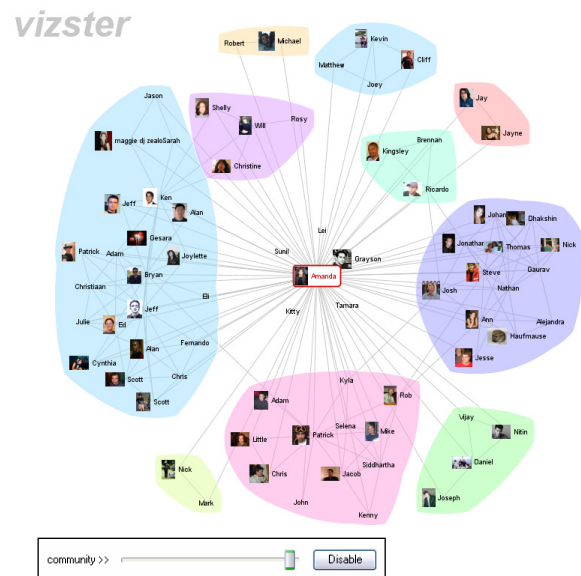 vizster
Robert
Michael
Kevin
Matthew
Cliff
Joey
Jason
Shelly
Will
Rosy
Christine
Jay
Jayne
maggie dj zealoSarah
Brennan
Kingsley
Ricardo
Jeff
Ken
Alan
Gesara
Patrick
Adam
Joylette
Bryan
Christiaan
Jeff
Eli
Julie
Ed
Alan
Fernando
Cynthia
Scott
Chris
Scott
Lei
Sunil
Grayson
Amanda
Kitty
Tamara
Johan
Dhakshin
Jonathan
Thomas
Nick
Steve
Gaurav
Josh
Nathan
Ann
Alejandra
Haufmause
Jesse
Kyla
Adam
Rob
Little
Patrick
Selena
Mike
Chris
Jacob
Siddhartha
John
Kenny
Nick
Mark
Vijay
Nitin
Daniel
Joseph
community >>
Disable